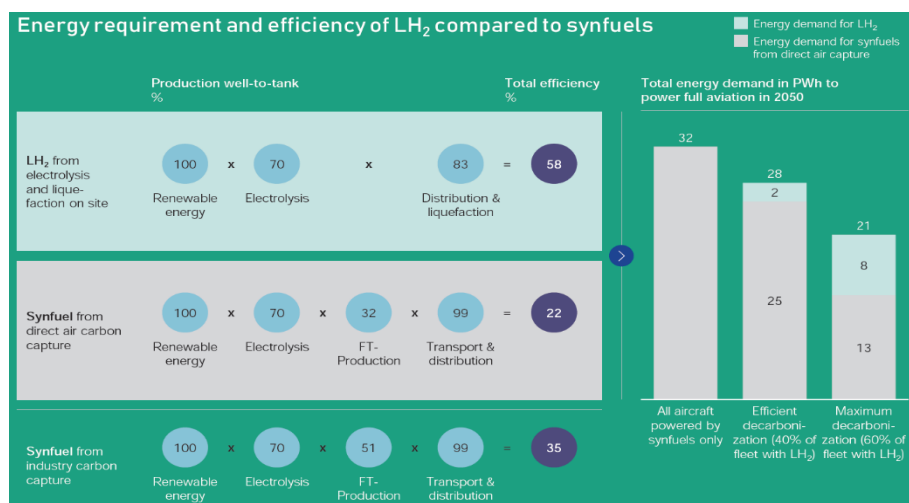 Energy requirement and efficiency of LH₂ compared to synfuels
Energy demand for LH₂
Energy demand for synfuels
from direct air capture
Production well-to-tank
%
Total efficiency
%
LH₂ from
electrolysis
and lique-
faction on site
100 x 70 x 83 = 58
Renewable
energy
Electrolysis
Distribution &
liquefaction
Synfuel from
direct air carbon
capture
100 x 70 x 32 x 99 = 22
Renewable
energy
Electrolysis
FT-
Production
Transport &
distribution
Synfuel from
industry carbon
capture
100 x 70 x 51 x 99 = 35
Renewable
energy
Electrolysis
FT-
Production
Transport &
distribution
Total energy demand in PWh to
power full aviation in 2050
32
28
2
25
21
8
13
All aircraft
powered by
synfuels only
Efficient
decarboni-
zation (40% of
fleet with LH₂)
Maximum
decarboni-
zation (60% of
fleet with LH₂)